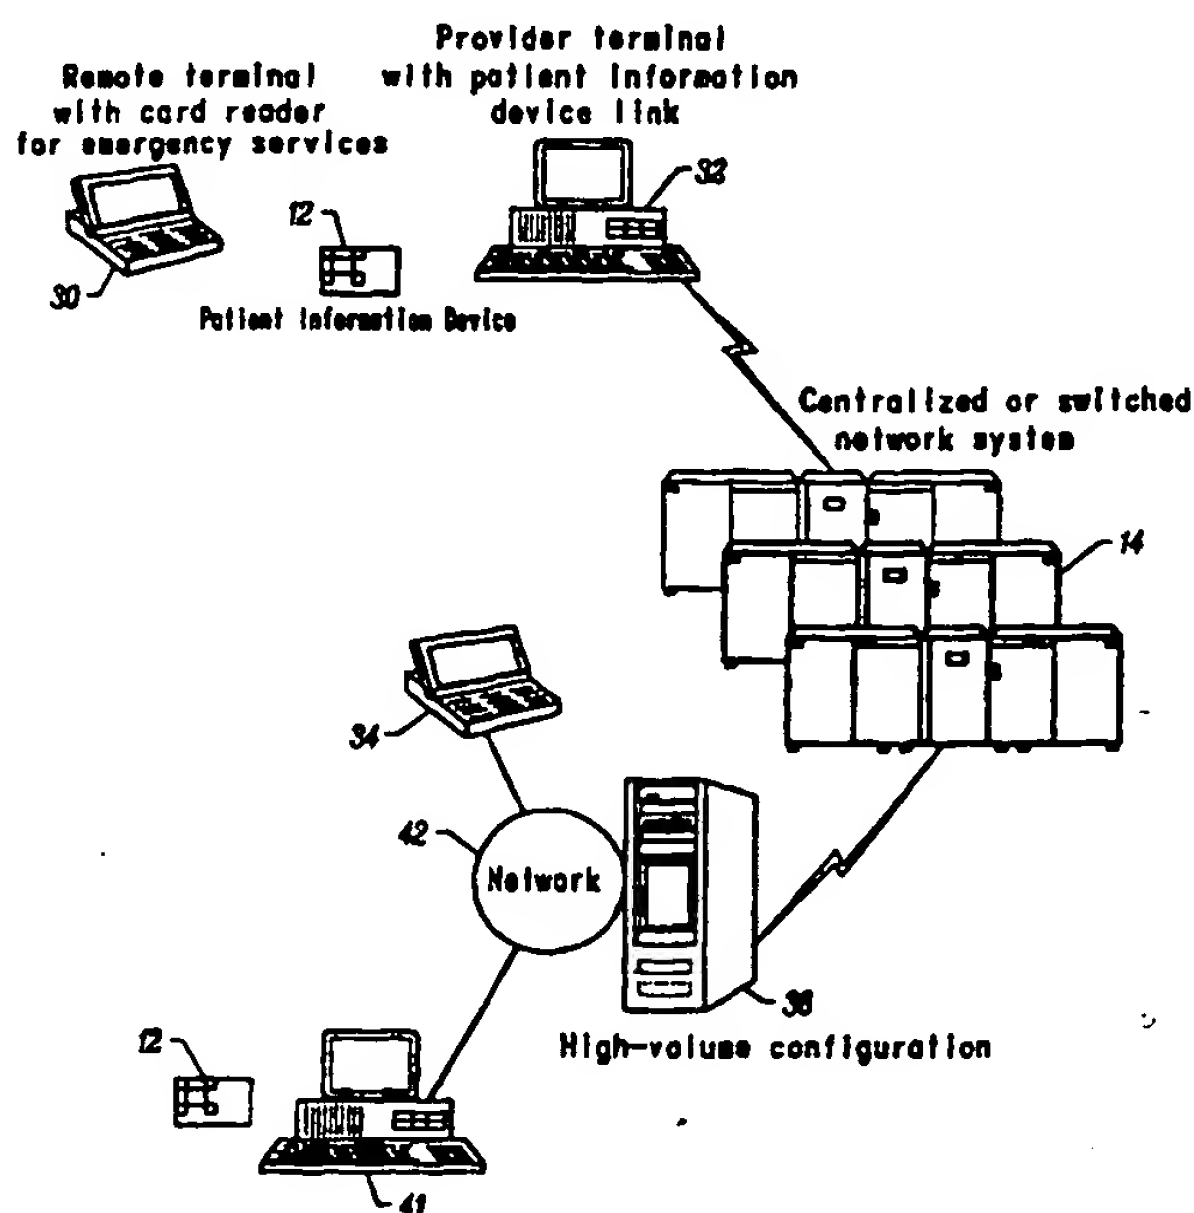 Provider terminal
with patient information
device link
Remote terminal
with card reader
for emergency services
32
12
30
Patient Information Device
Centralized or switched
network system
14
34
42
Network
36
High-volume configuration
12
41